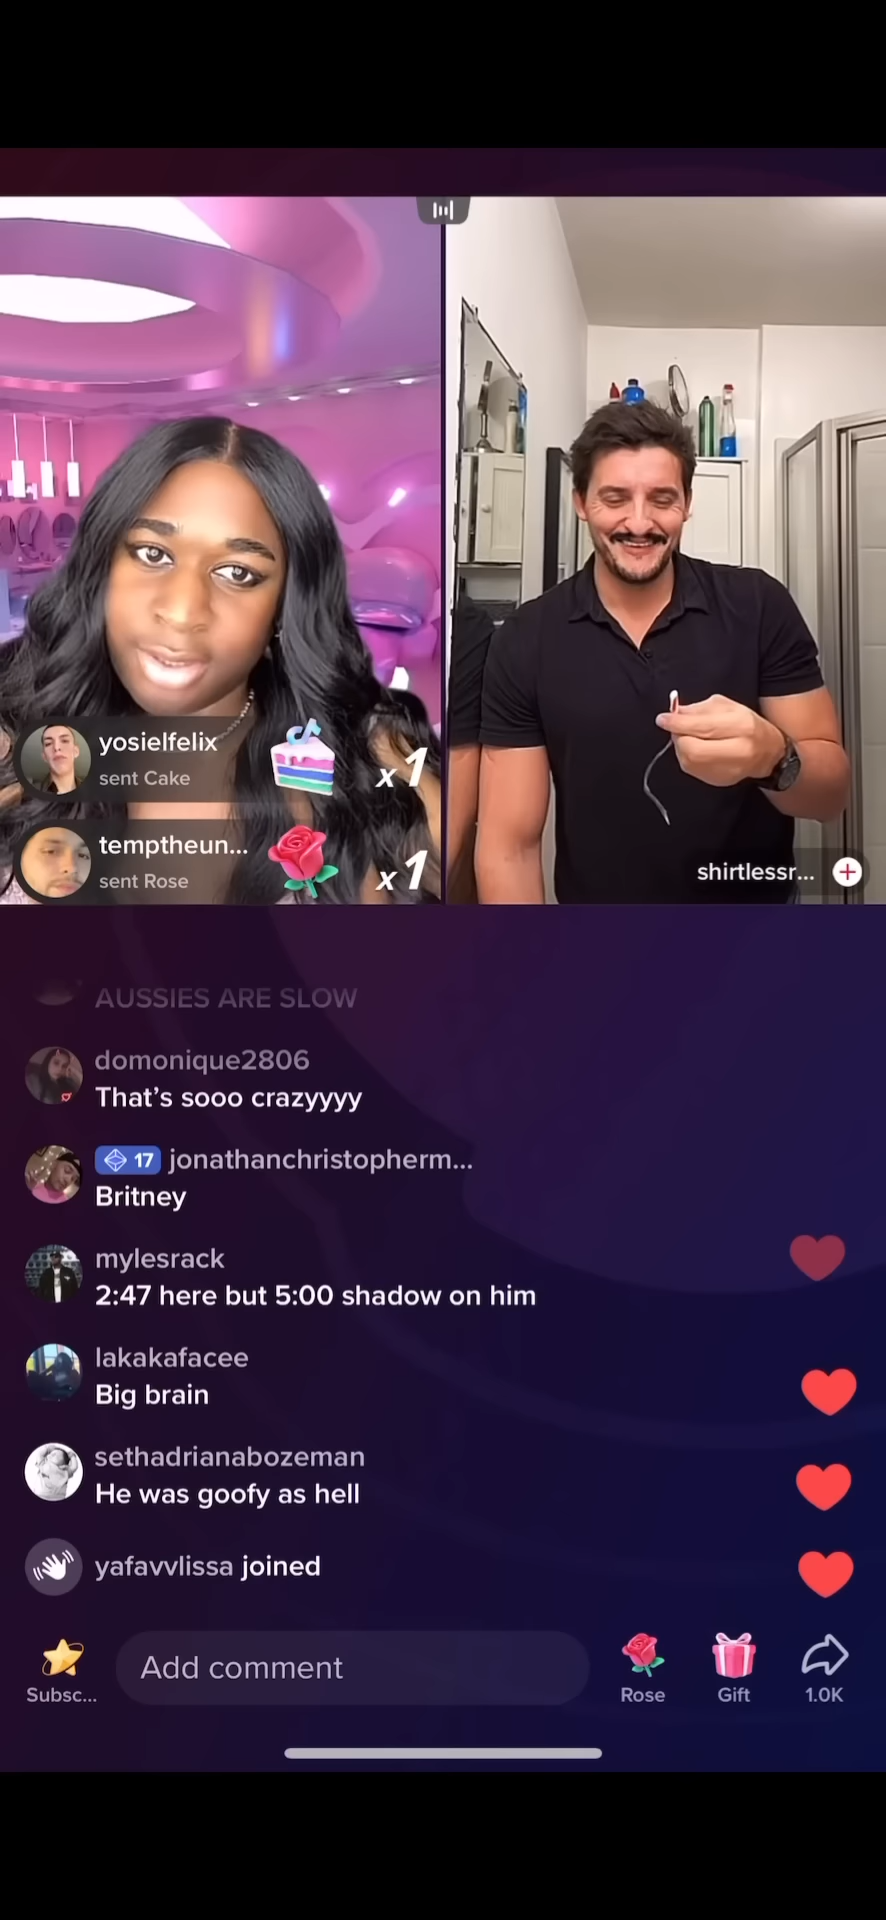 yosielfelix
sent Cake
x1
temptheun...
sent Rose
x1
shirtlessr...
AUSSIES ARE SLOW
domonique2806
That’s sooo crazyyyy
17 jonathanchristopherm...
Britney
mylesrack
2:47 here but 5:00 shadow on him
lakakafacee
Big brain
sethadrianabozeman
He was goofy as hell
yafavvlissa joined
Subsc...
Add comment
Rose
Gift
1.0K